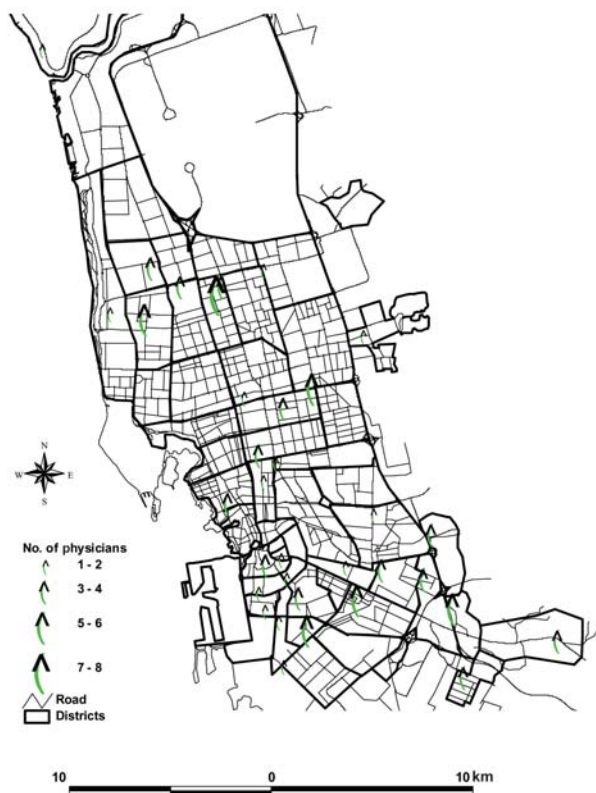 N
W E
S
No. of physicians
1 - 2
3 - 4
5 - 6
7 - 8
Road
Districts
10 0 10 km